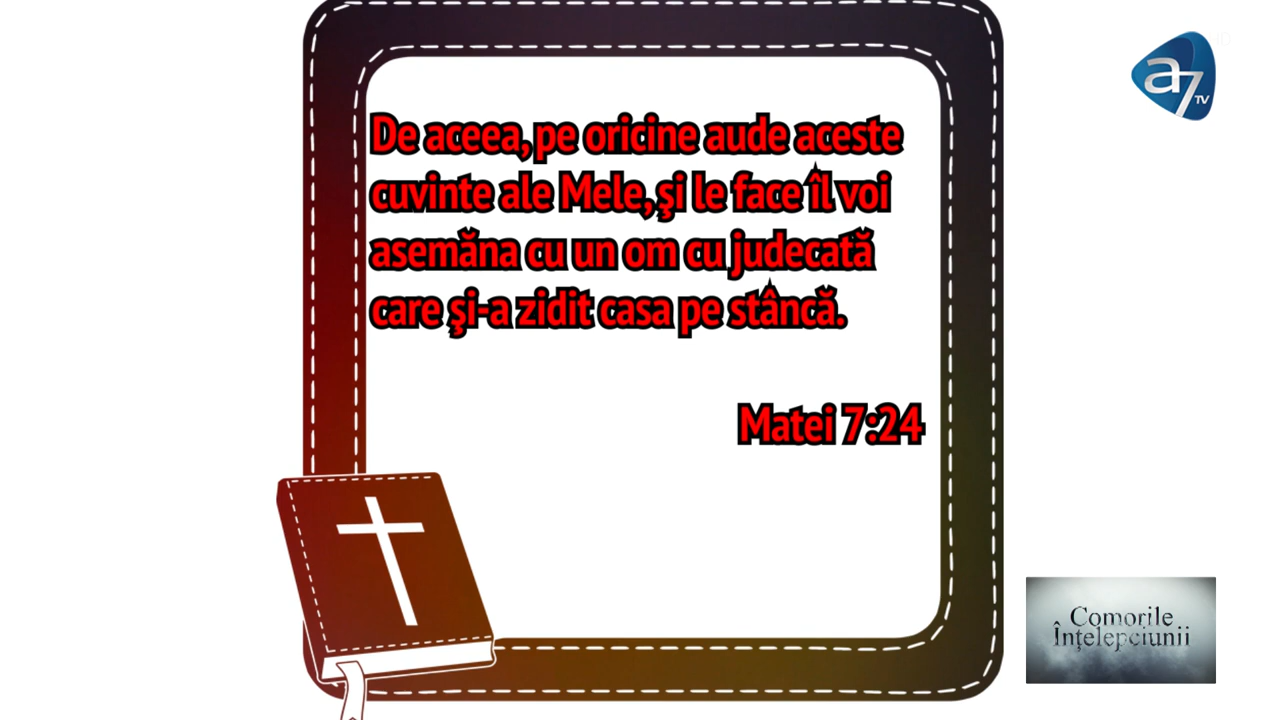 a7 TV
De aceea, pe oricine aude aceste
cuvinte ale Mele, şi le face îl voi
asemăna cu un om cu judecată
care şi-a zidit casa pe stâncă.
Matei 7:24
Comorile
Înţelepciunii